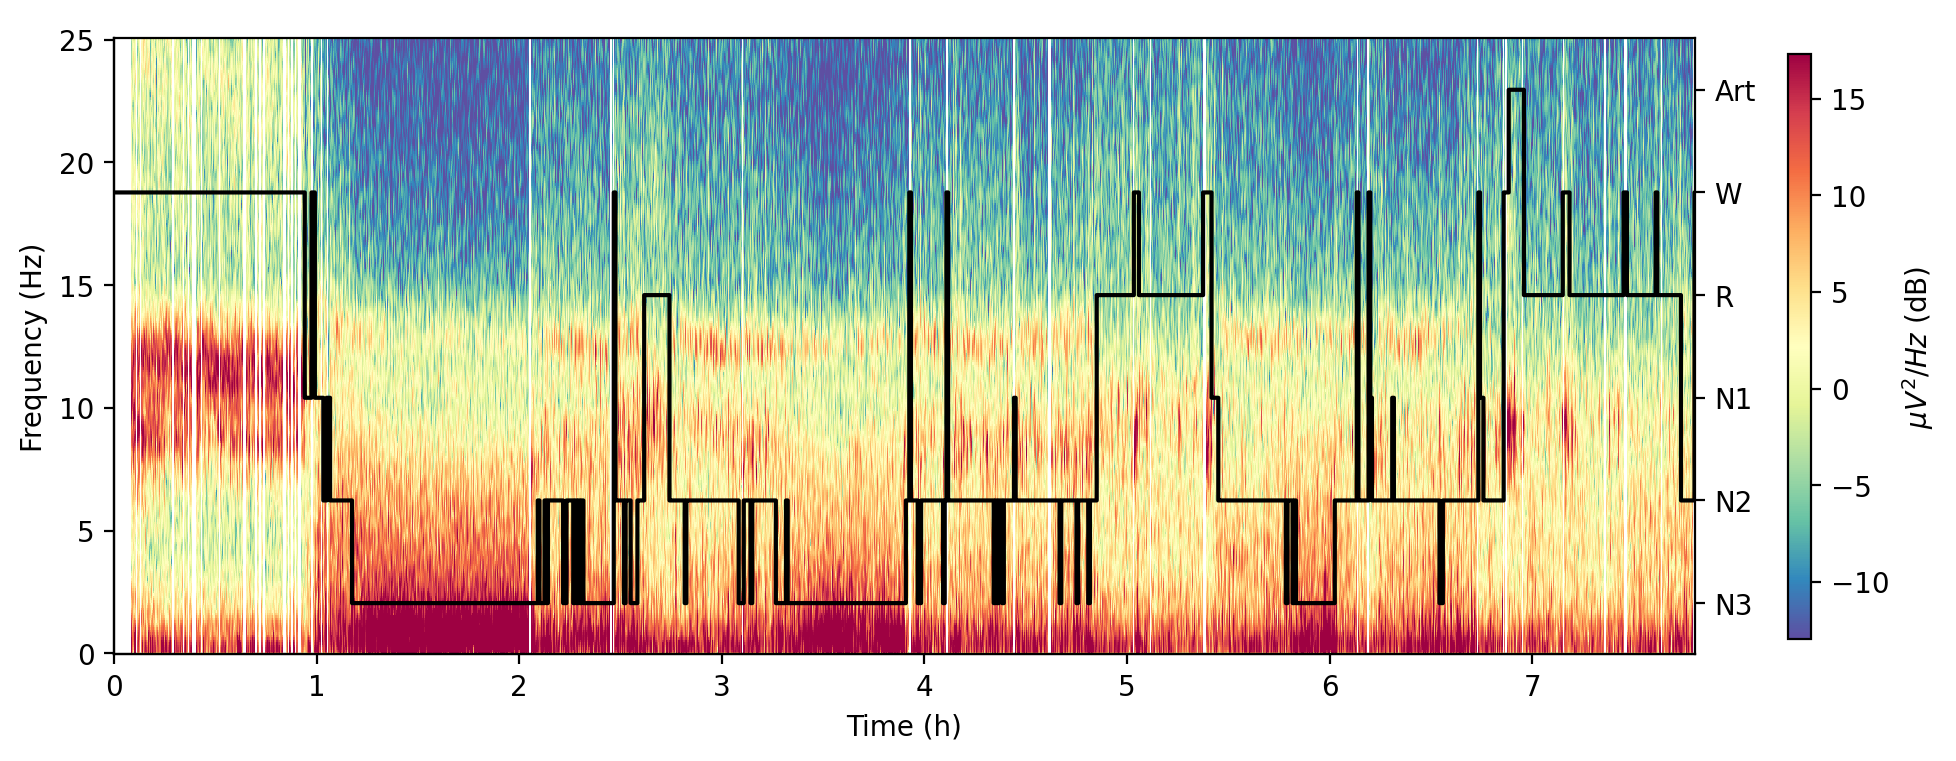 25
20
15
10
5
0
Frequency (Hz)
0 1 2 3 4 5 6 7
Time (h)
Art
W
R
N1
N2
N3
15
10
5
0
−5
−10
μV²/Hz (dB)